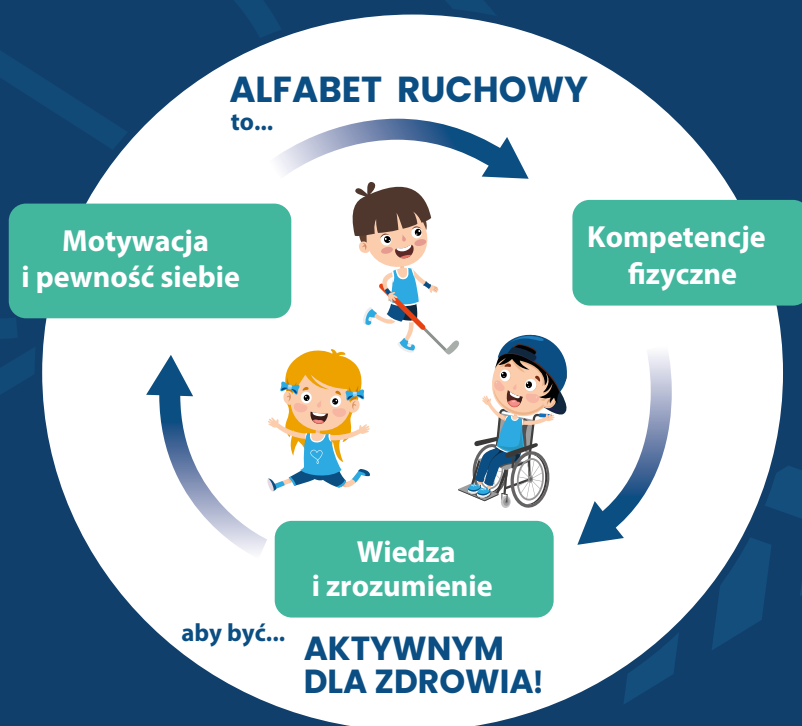 ALFABET RUCHOWY
to...
Motywacja
i pewność siebie
Kompetencje
fizyczne
Wiedza
i zrozumienie
aby być...
AKTYWNYM
DLA ZDROWIA!